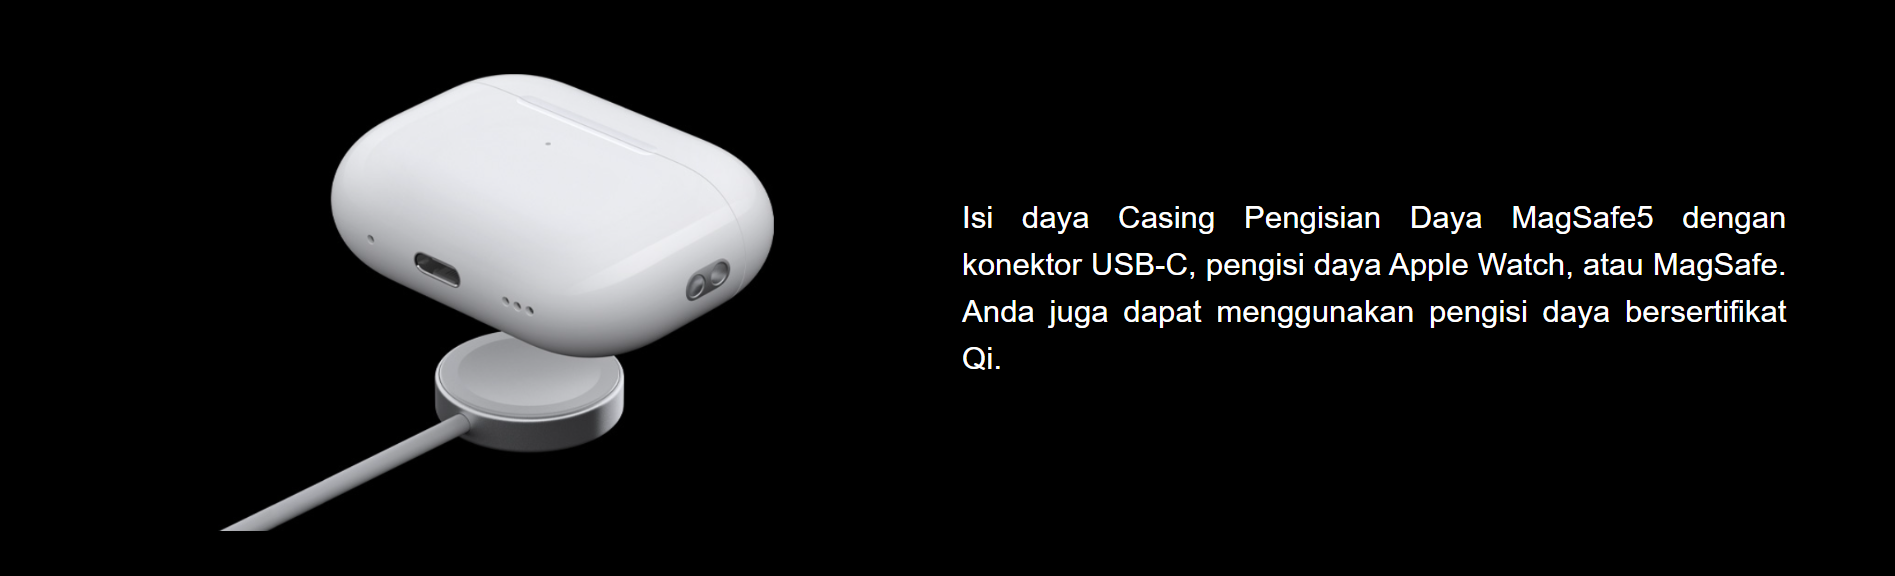 Isi daya Casing Pengisian Daya MagSafe5 dengan
konektor USB-C, pengisi daya Apple Watch, atau MagSafe.
Anda juga dapat menggunakan pengisi daya bersertifikat
Qi.